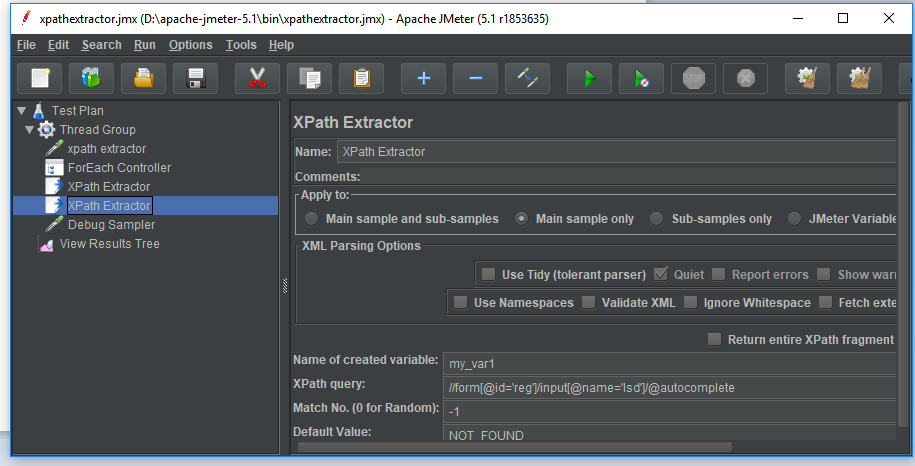 xpathextractor.jmx (D:\apache-jmeter-5.1\bin\xpathextractor.jmx) - Apache JMeter (5.1 r1853635)
File Edit Search Run Options Tools Help
STOP
Test Plan
Thread Group
xpath extractor
ForEach Controller
XPath Extractor
XPath Extractor
Debug Sampler
View Results Tree
XPath Extractor
Name: XPath Extractor
Comments:
Apply to:
Main sample and sub-samples Main sample only Sub-samples only JMeter Variable
XML Parsing Options
Use Tidy (tolerant parser) Quiet Report errors Show warn
Use Namespaces Validate XML Ignore Whitespace Fetch exte
Return entire XPath fragment
Name of created variable: my_var1
XPath query: //form[@id='reg']/input[@name='lsd']/@autocomplete
Match No. (0 for Random): -1
Default Value: NOT_FOUND